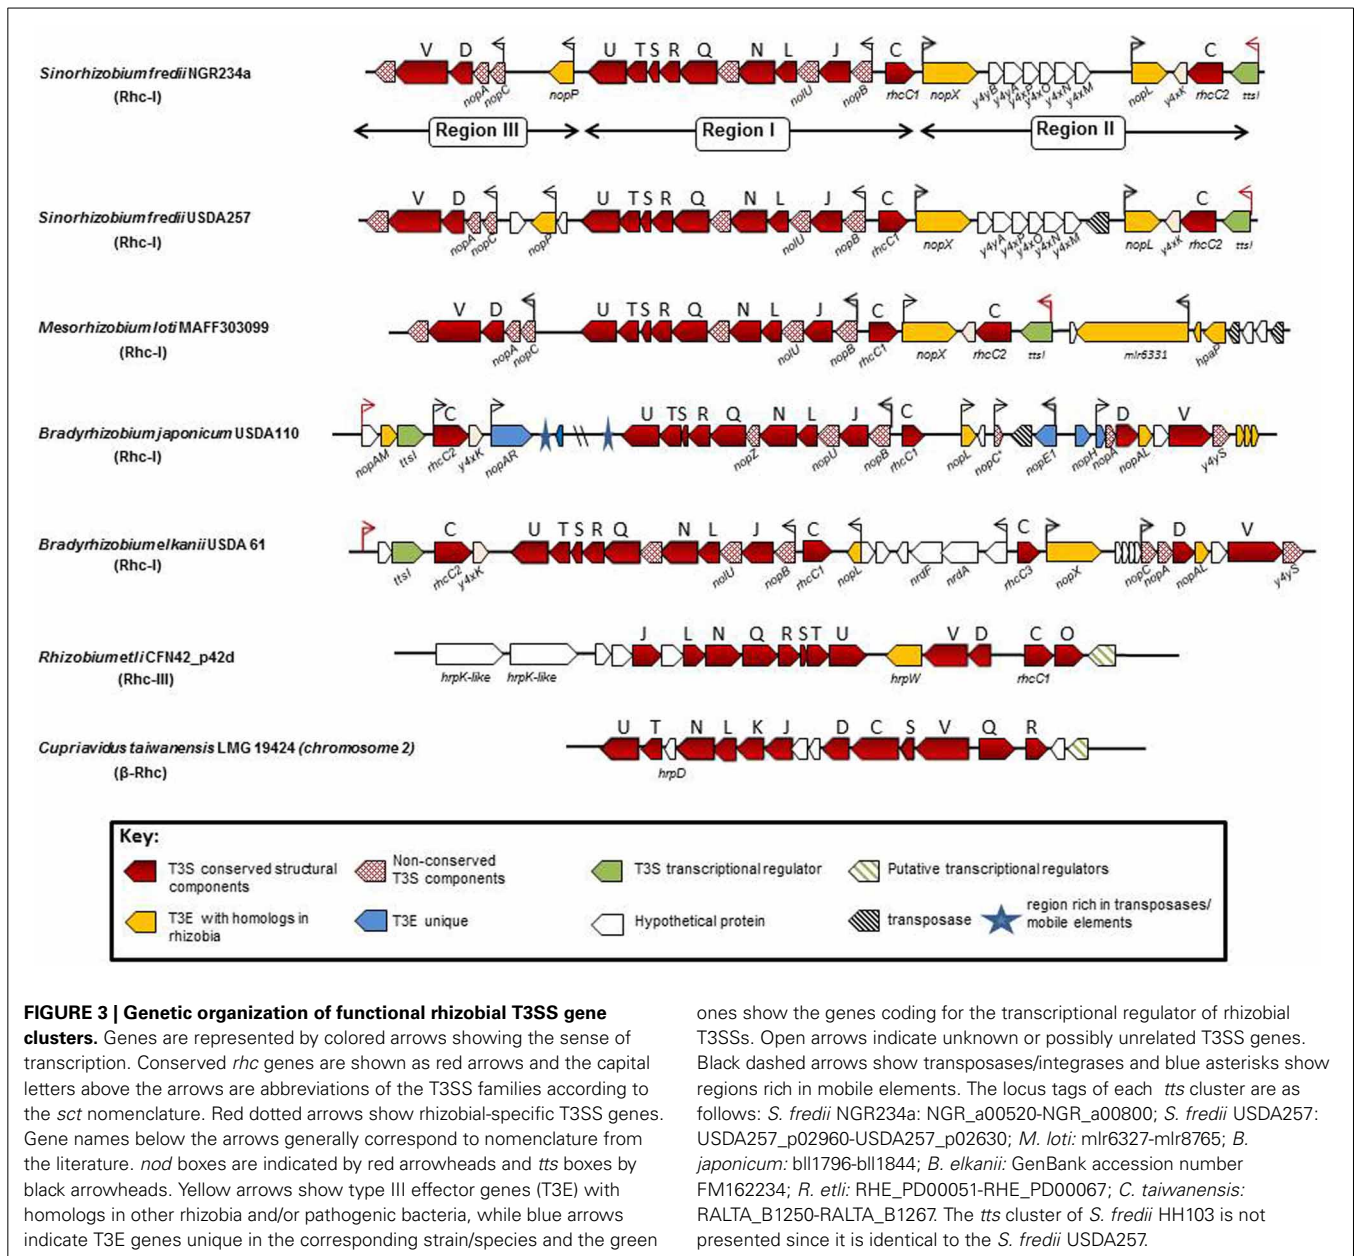 V D U T S R Q N L J C C
Sinorhizobium fredii NGR234a
(Rhc-I)
nopA nopC nopP nolU nopB rhcC1 nopX y4yB y4yA y4xP y4xO y4xN y4xM nopL y4xK rhcC2 ttsI
Region III Region I Region II
V D U T S R Q N L J C C
Sinorhizobium fredii USDA257
(Rhc-I)
nopA nopC nopP nolU nopB rhcC1 nopX y4yA y4xP y4xO y4xN y4xM nopL y4xK rhcC2 ttsI
V D U T S R Q N L J C C
Mesorhizobium loti MAFF303099
(Rhc-I)
nopA nopC nolU nopB rhcC1 nopX rhcC2 ttsI mlr6331 hpaP
C U T S R Q N L J C D V
Bradyrhizobium japonicum USDA110
(Rhc-I)
nopAM ttsI rhcC2 y4xK nopAR nopZ nopU nopB rhcC1 nopL nopC* nopE1 nopH nopA nopAL y4yS
C U T S R Q N L J C C D V
Bradyrhizobium elkanii USDA 61
(Rhc-I)
ttsI rhcC2 y4xK nolU nopB rhcC1 nopL nrdF nrdA rhcC3 nopX nopC nopA nopAL y4yS
J L N Q R S T U V D C O
Rhizobium etli CFN42_p42d
(Rhc-III)
hrpK-like hrpK-like hrpW rhcC1
U T N L K J D C S V Q R
Cupriavidus taiwanensis LMG 19424 (chromosome 2)
(β-Rhc)
hrpD
Key:
T3S conserved structural
components
Non-conserved
T3S components
T3S transcriptional regulator
Putative transcriptional regulators
T3E with homologs in
rhizobia
T3E unique
Hypothetical protein
transposase
region rich in transposases/
mobile elements
FIGURE 3 | Genetic organization of functional rhizobial T3SS gene
clusters. Genes are represented by colored arrows showing the sense of
transcription. Conserved rhc genes are shown as red arrows and the capital
letters above the arrows are abbreviations of the T3SS families according to
the sct nomenclature. Red dotted arrows show rhizobial-specific T3SS genes.
Gene names below the arrows generally correspond to nomenclature from
the literature. nod boxes are indicated by red arrowheads and tts boxes by
black arrowheads. Yellow arrows show type III effector genes (T3E) with
homologs in other rhizobia and/or pathogenic bacteria, while blue arrows
indicate T3E genes unique in the corresponding strain/species and the green
ones show the genes coding for the transcriptional regulator of rhizobial
T3SSs. Open arrows indicate unknown or possibly unrelated T3SS genes.
Black dashed arrows show transposases/integrases and blue asterisks show
regions rich in mobile elements. The locus tags of each tts cluster are as
follows: S. fredii NGR234a: NGR_a00520-NGR_a00800; S. fredii USDA257:
USDA257_p02960-USDA257_p02630; M. loti: mlr6327-mlr8765; B.
japonicum: bll1796-bll1844; B. elkanii: GenBank accession number
FM162234; R. etli: RHE_PD00051-RHE_PD00067; C. taiwanensis:
RALTA_B1250-RALTA_B1267. The tts cluster of S. fredii HH103 is not
presented since it is identical to the S. fredii USDA257.